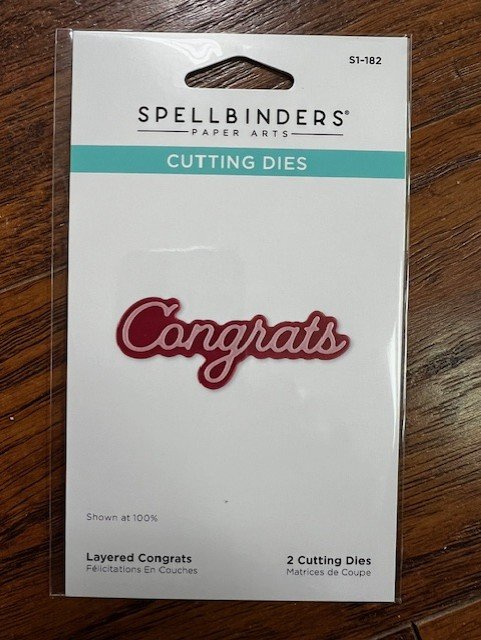 S1-182
SPELLBINDERS®
PAPER ARTS
CUTTING DIES
Congrats
Shown at 100%
Layered Congrats
Félicitations En Couches
2 Cutting Dies
Matrices de Coupe